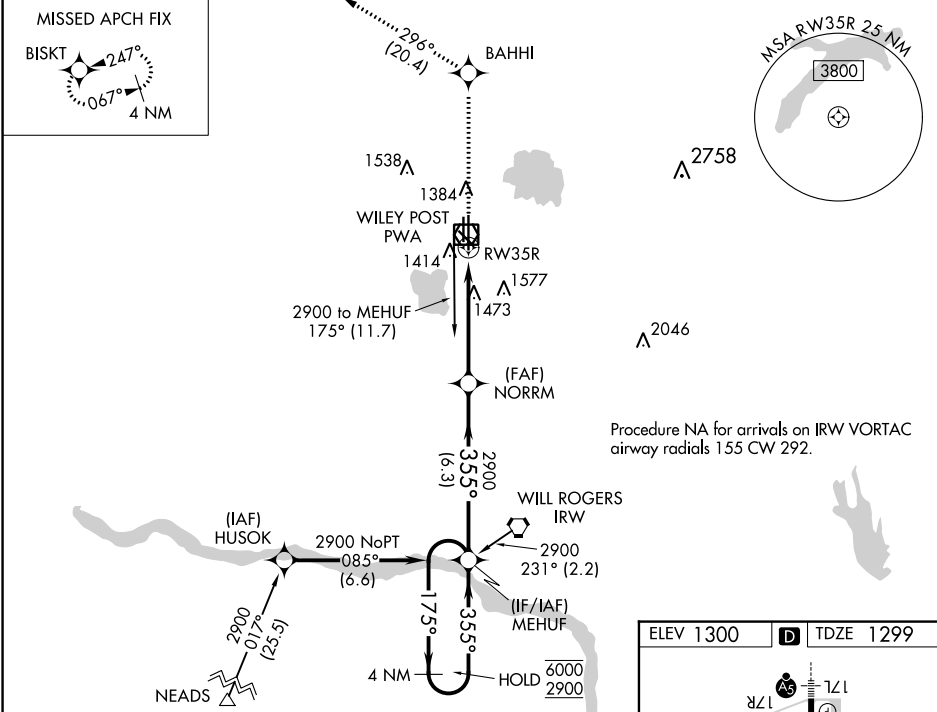 MISSED APCH FIX
BISKT
247°
067°
4 NM
296°
(20.4)
BAHHI
MSA RW35R 25 NM
3800
1538
1384
2758
WILEY POST
PWA
1414
RW35R
1577
1473
2900 to MEHUF
175° (11.7)
2046
(FAF)
NORRM
Procedure NA for arrivals on IRW VORTAC
airway radials 155 CW 292.
2900
355°
(6.3)
WILL ROGERS
IRW
(IAF)
HUSOK
2900 NoPT
085°
(6.6)
2900
231° (2.2)
(IF/IAF)
MEHUF
2900
017°
(25.5)
175°
355°
NEADS
4 NM
HOLD
6000
2900
ELEV 1300
D
TDZE 1299
A5
17L
17R